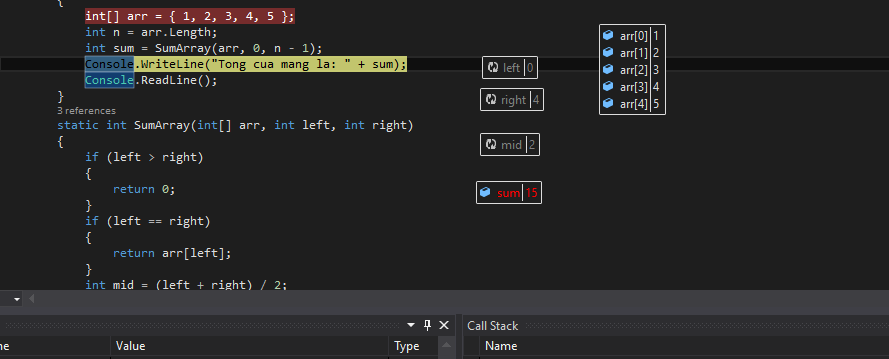 {
int[] arr = { 1, 2, 3, 4, 5 };
int n = arr.Length;
int sum = SumArray(arr, 0, n - 1);
Console.WriteLine("Tong cua mang la: " + sum);
Console.ReadLine();
}
3 references
static int SumArray(int[] arr, int left, int right)
{
if (left > right)
{
return 0;
}
if (left == right)
{
return arr[left];
}
int mid = (left + right) / 2;
left 0
right 4
mid 2
sum 15
arr[0] 1
arr[1] 2
arr[2] 3
arr[3] 4
arr[4] 5
Value
Type
Call Stack
Name